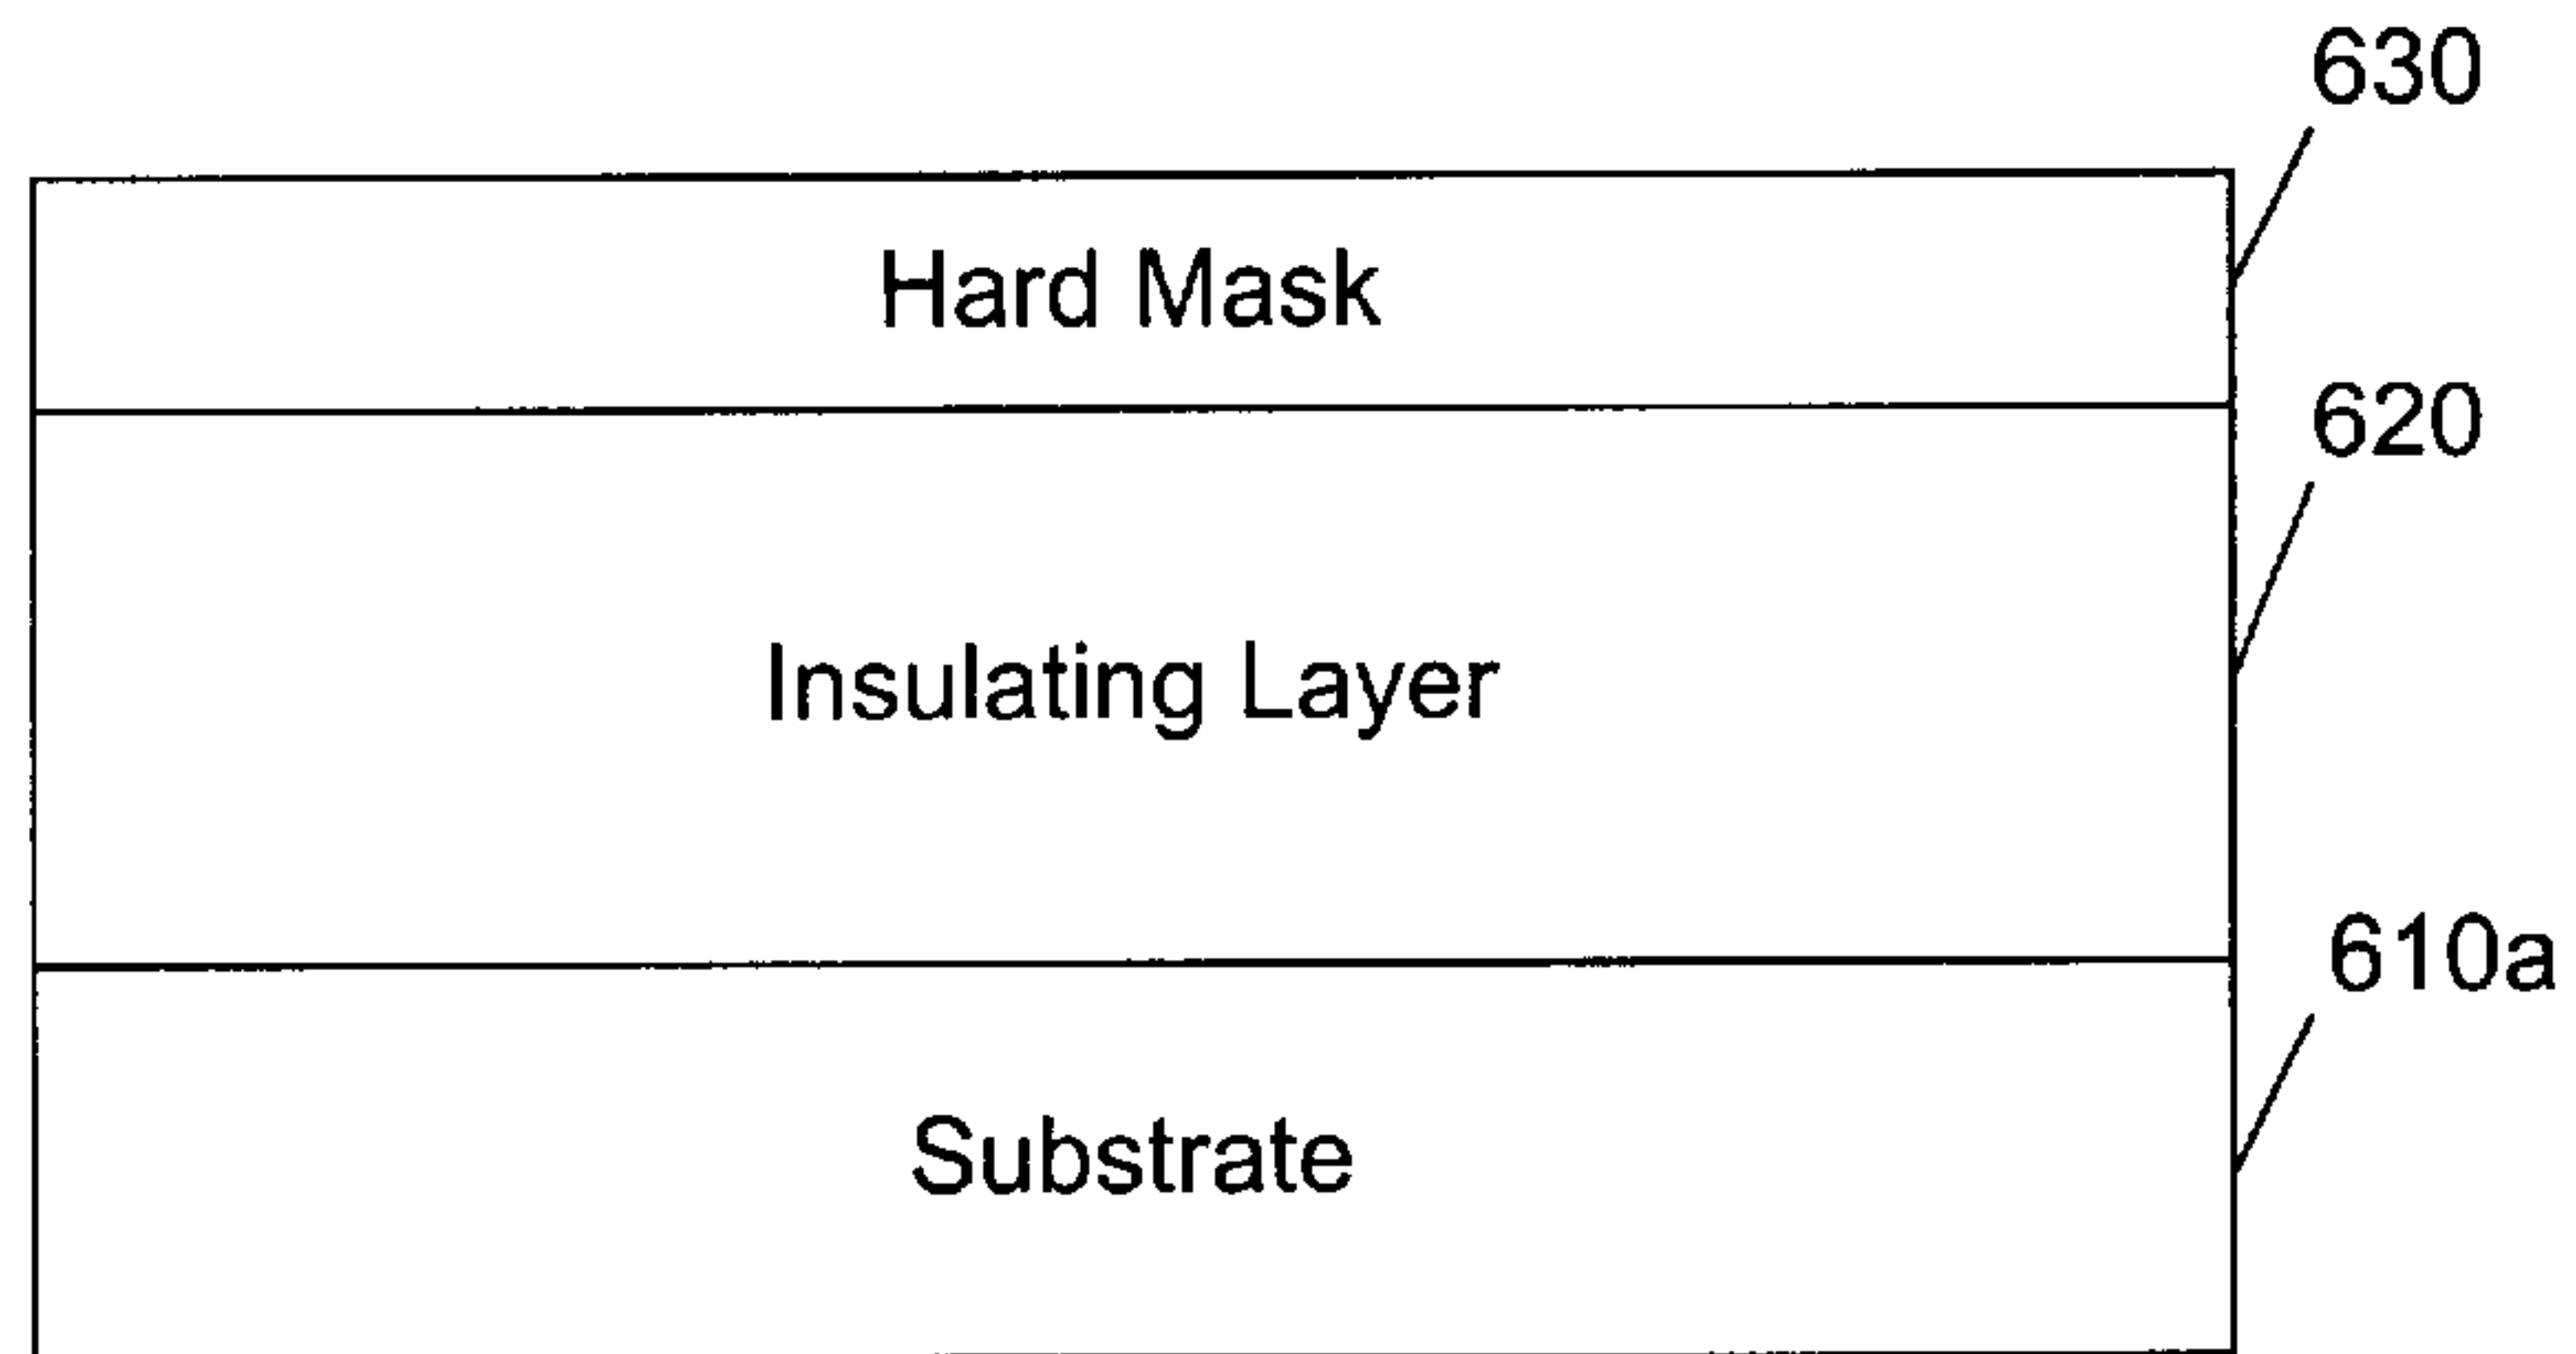 630
Hard Mask
620
Insulating Layer
610a
Substrate